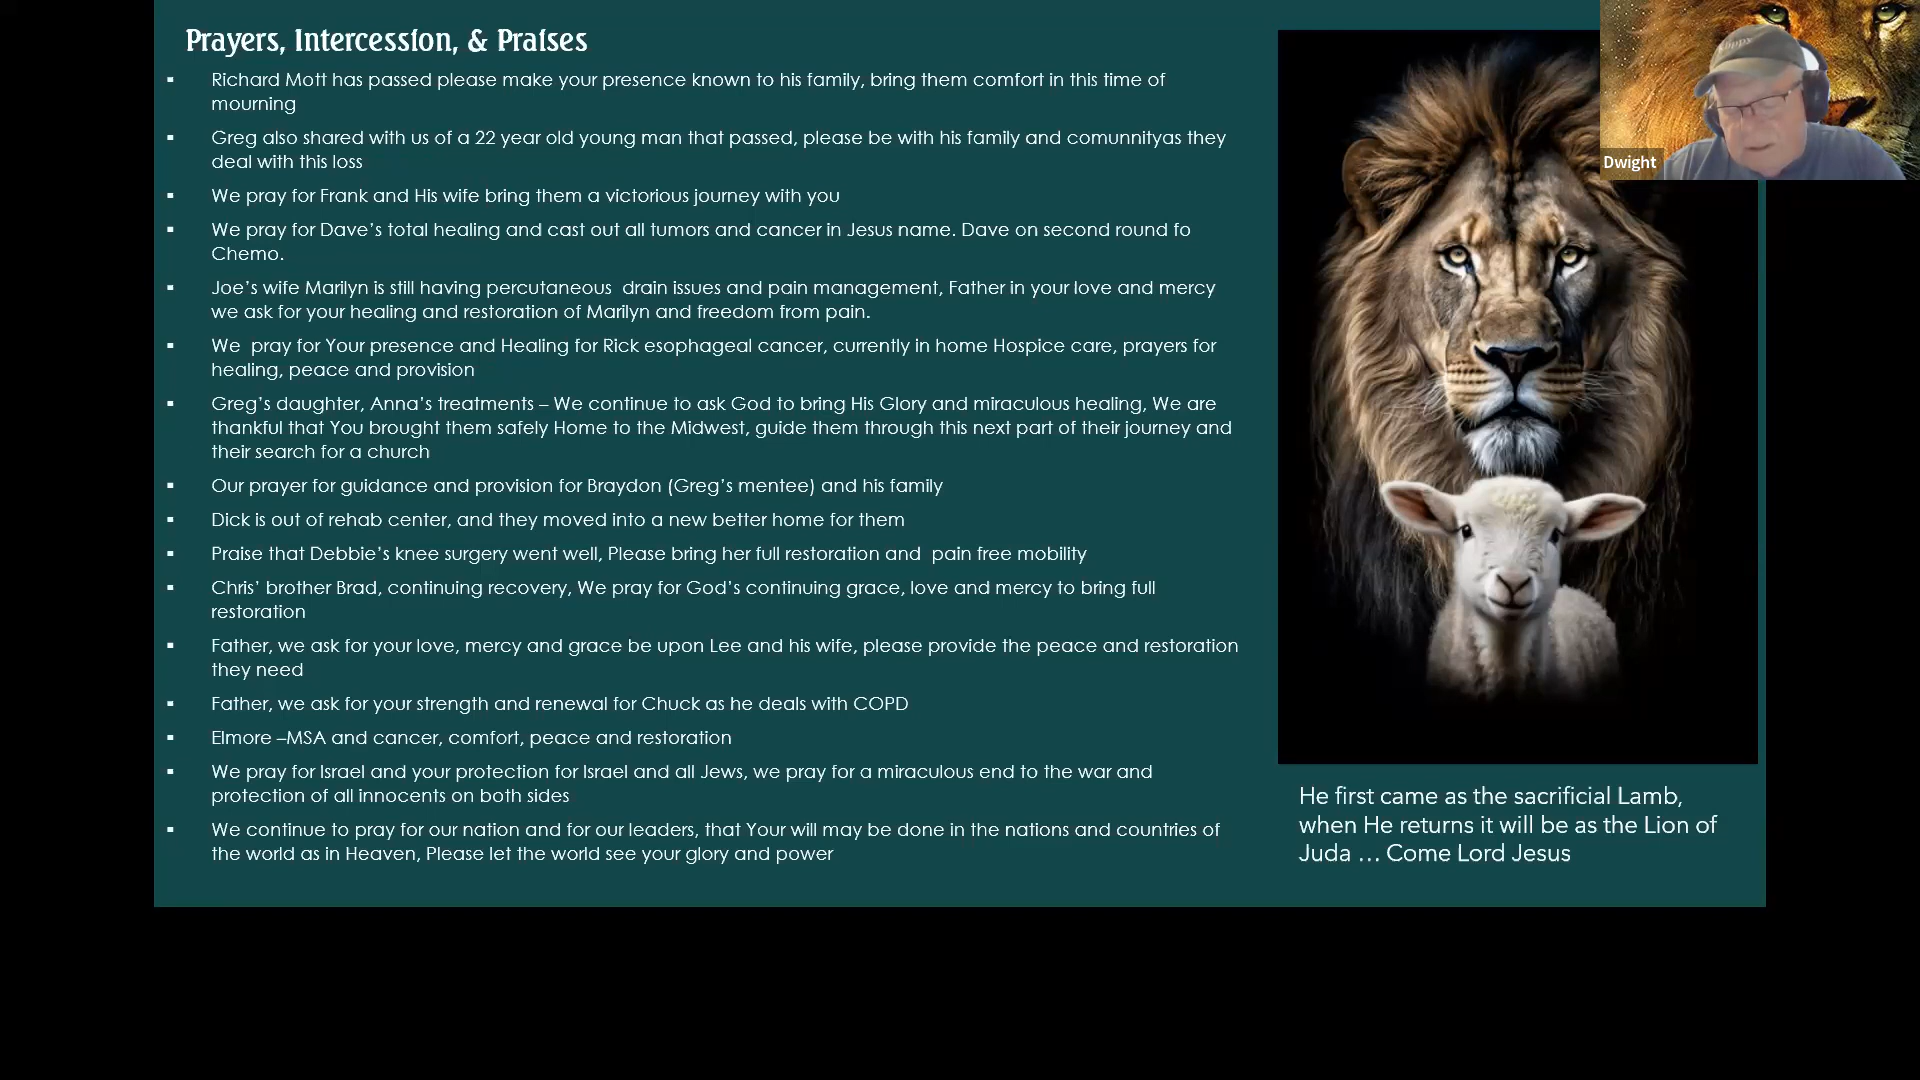 Prayers, Intercession, & Praises
▪ Richard Mott has passed please make your presence known to his family, bring them comfort in this time of
mourning
▪ Greg also shared with us of a 22 year old young man that passed, please be with his family and comunnityas they
deal with this loss
▪ We pray for Frank and His wife bring them a victorious journey with you
▪ We pray for Dave’s total healing and cast out all tumors and cancer in Jesus name. Dave on second round fo
Chemo.
▪ Joe’s wife Marilyn is still having percutaneous  drain issues and pain management, Father in your love and mercy
we ask for your healing and restoration of Marilyn and freedom from pain.
▪ We  pray for Your presence and Healing for Rick esophageal cancer, currently in home Hospice care, prayers for
healing, peace and provision
▪ Greg’s daughter, Anna’s treatments – We continue to ask God to bring His Glory and miraculous healing, We are
thankful that You brought them safely Home to the Midwest, guide them through this next part of their journey and
their search for a church
▪ Our prayer for guidance and provision for Braydon (Greg’s mentee) and his family
▪ Dick is out of rehab center, and they moved into a new better home for them
▪ Praise that Debbie’s knee surgery went well, Please bring her full restoration and  pain free mobility
▪ Chris’ brother Brad, continuing recovery, We pray for God’s continuing grace, love and mercy to bring full
restoration
▪ Father, we ask for your love, mercy and grace be upon Lee and his wife, please provide the peace and restoration
they need
▪ Father, we ask for your strength and renewal for Chuck as he deals with COPD
▪ Elmore –MSA and cancer, comfort, peace and restoration
▪ We pray for Israel and your protection for Israel and all Jews, we pray for a miraculous end to the war and
protection of all innocents on both sides
▪ We continue to pray for our nation and for our leaders, that Your will may be done in the nations and countries of
the world as in Heaven, Please let the world see your glory and power
He first came as the sacrificial Lamb,
when He returns it will be as the Lion of
Juda … Come Lord Jesus
Dwight